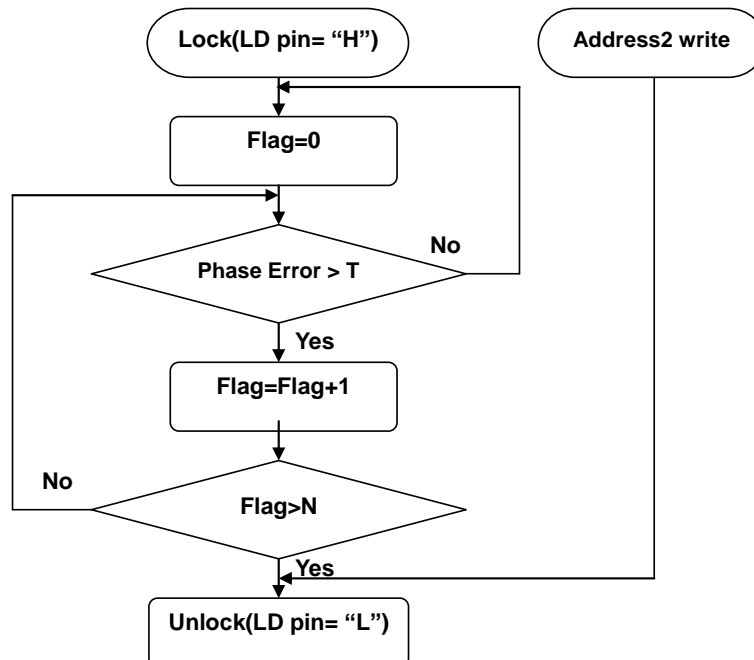 Lock(LD pin= “H”)
Address2 write
Flag=0
No
Phase Error > T
Yes
Flag=Flag+1
No
Flag>N
Yes
Unlock(LD pin= “L”)